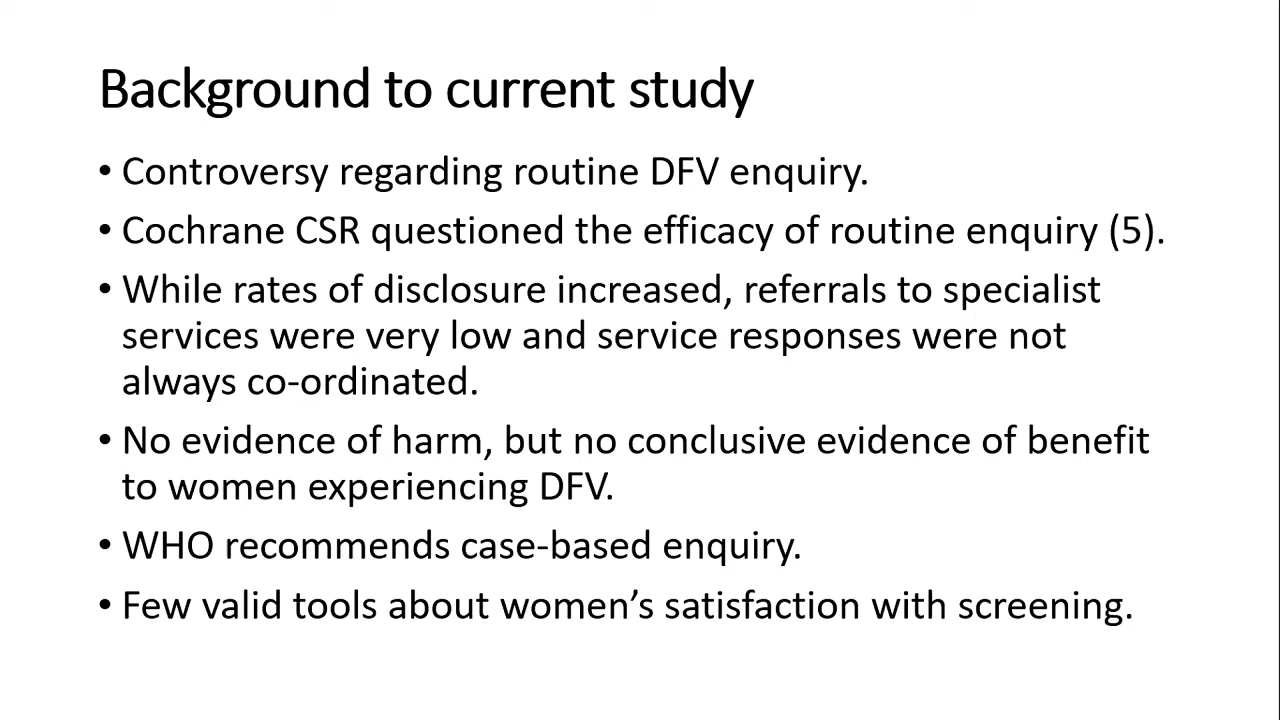 Background to current study
• Controversy regarding routine DFV enquiry.
• Cochrane CSR questioned the efficacy of routine enquiry (5).
• While rates of disclosure increased, referrals to specialist
services were very low and service responses were not
always co-ordinated.
• No evidence of harm, but no conclusive evidence of benefit
to women experiencing DFV.
• WHO recommends case-based enquiry.
• Few valid tools about women’s satisfaction with screening.